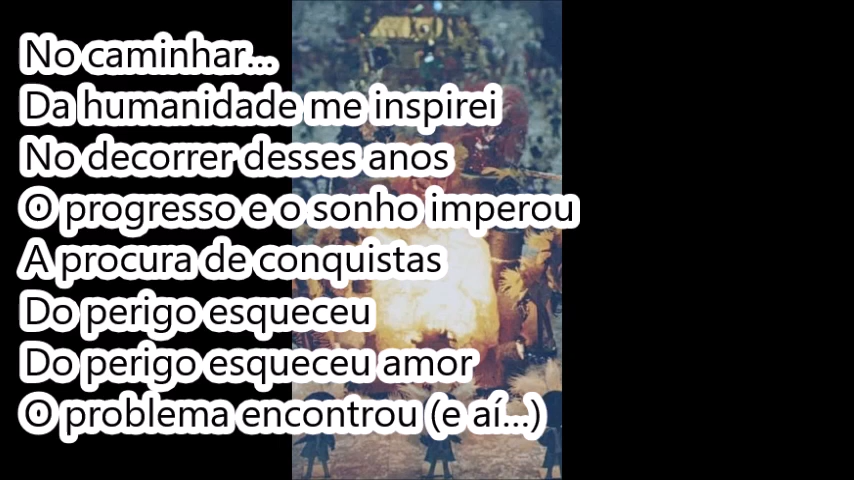 No caminhar...
Da humanidade me inspirei
No decorrer desses anos
O progresso e o sonho imperou
A procura de conquistas
Do perigo esqueceu
Do perigo esqueceu amor
O problema encontrou (e aí...)